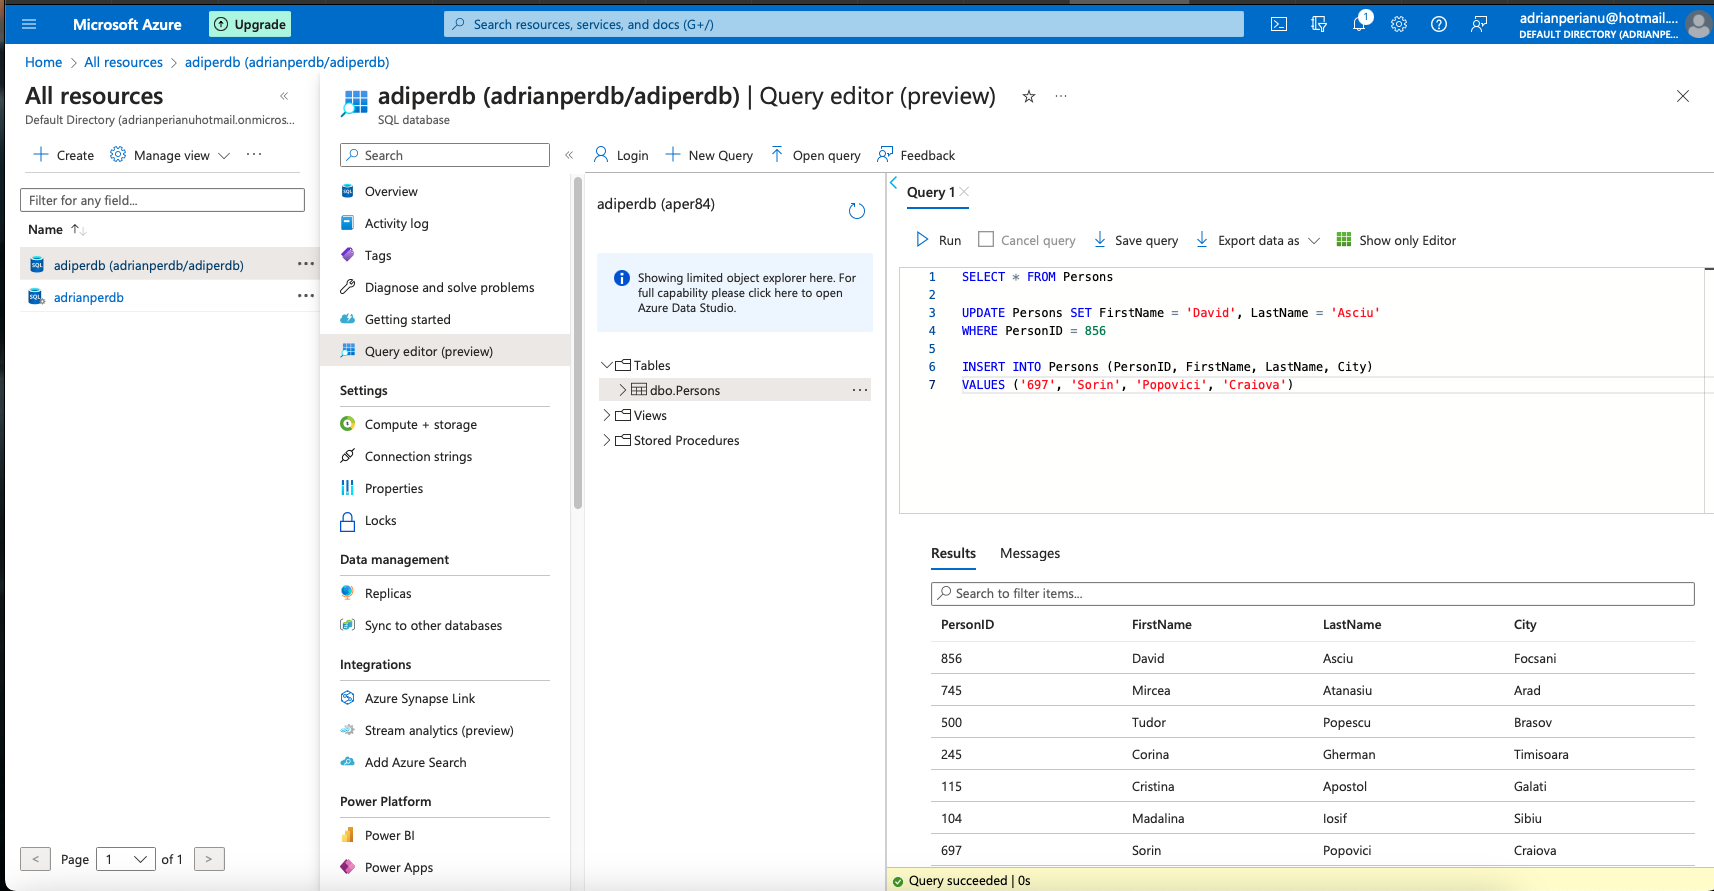 Microsoft Azure
Upgrade
Search resources, services, and docs (G+/)
1
adrianperianu@hotmail....
DEFAULT DIRECTORY (ADRIANPE...
Home > All resources > adiperdb (adrianperdb/adiperdb)
All resources
Default Directory (adrianperianuhotmail.onmicros...
Create
Manage view
Filter for any field...
Name
adiperdb (adrianperdb/adiperdb)
adrianperdb
< Page 1 of 1 >
adiperdb (adrianperdb/adiperdb) | Query editor (preview)
SQL database
Search
Overview
Activity log
Tags
Diagnose and solve problems
Getting started
Query editor (preview)
Settings
Compute + storage
Connection strings
Properties
Locks
Data management
Replicas
Sync to other databases
Integrations
Azure Synapse Link
Stream analytics (preview)
Add Azure Search
Power Platform
Power BI
Power Apps
Login
New Query
Open query
Feedback
adiperdb (aper84)
Showing limited object explorer here. For
full capability please click here to open
Azure Data Studio.
Tables
dbo.Persons
Views
Stored Procedures
Query 1
Run
Cancel query
Save query
Export data as
Show only Editor
1 SELECT * FROM Persons
2
3 UPDATE Persons SET FirstName = 'David', LastName = 'Asciu'
4 WHERE PersonID = 856
5
6 INSERT INTO Persons (PersonID, FirstName, LastName, City)
7 VALUES ('697', 'Sorin', 'Popovici', 'Craiova')
Results Messages
Search to filter items...
PersonID FirstName LastName City
856 David Asciu Focsani
745 Mircea Atanasiu Arad
500 Tudor Popescu Brasov
245 Corina Gherman Timisoara
115 Cristina Apostol Galati
104 Madalina Iosif Sibiu
697 Sorin Popovici Craiova
Query succeeded | 0s